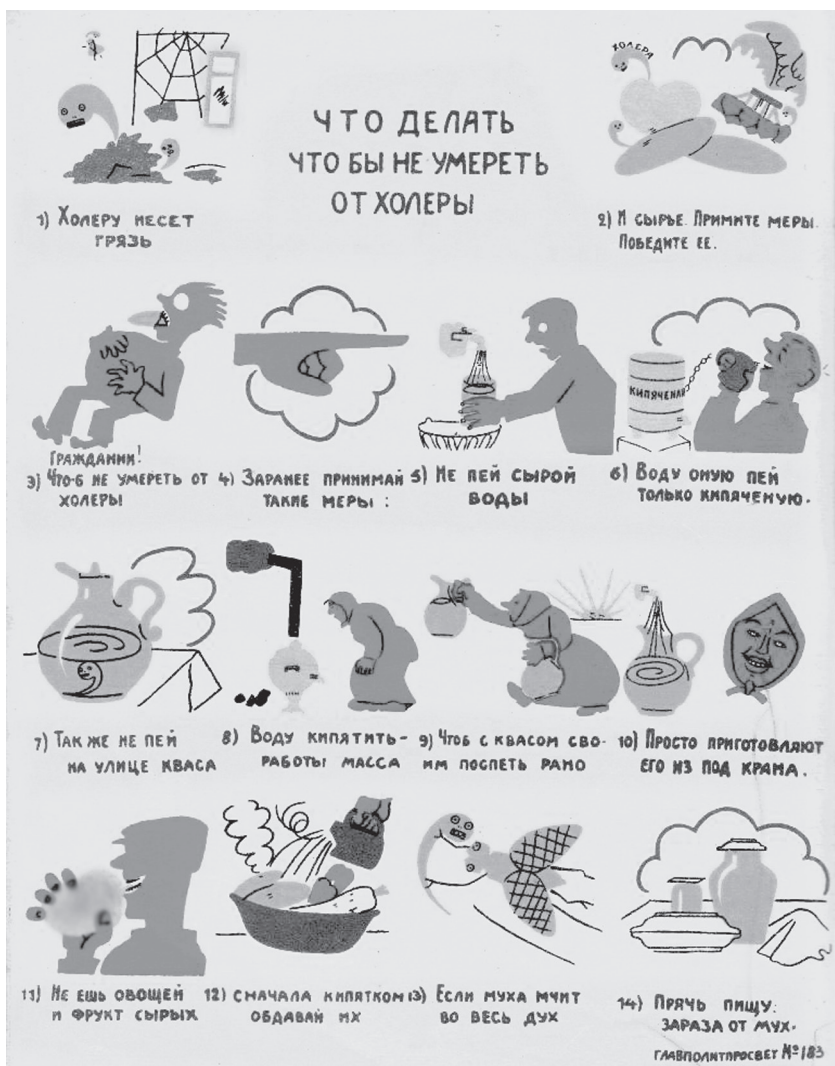 ЧТО ДЕЛАТЬ
ЧТО БЫ НЕ УМЕРЕТЬ
ОТ ХОЛЕРЫ
1) ХОЛЕРУ НЕСЕТ
ГРЯЗЬ
ХОЛЕРА
2) И СЫРЬЕ. ПРИМИТЕ МЕРЫ.
ПОБЕДИТЕ ЕЕ.
ГРАЖДАНИН!
3) ЧТО-Б НЕ УМЕРЕТЬ ОТ
ХОЛЕРЫ
4) ЗАРАНЕЕ ПРИНИМАЙ
ТАКИЕ МЕРЫ:
5) НЕ ПЕЙ СЫРОЙ
ВОДЫ
КИПЯЧЕНАЯ
6) ВОДУ ОНУЮ ПЕЙ
ТОЛЬКО КИПЯЧЕНУЮ.
7) ТАК ЖЕ НЕ ПЕЙ
НА УЛИЦЕ КВАСА
8) ВОДУ КИПЯТИТЬ-
РАБОТЫ МАССА
9) ЧТОБ С КВАСОМ СВО-
ИМ ПОСПЕТЬ РАНО
10) ПРОСТО ПРИГОТОВЛЯЮТ
ЕГО ИЗ ПОД КРАНА.
11) НЕ ЕШЬ ОВОЩЕЙ
И ФРУКТ СЫРЫХ
12) СНАЧАЛА КИПЯТКОМ
ОБДАВАЙ ИХ
13) ЕСЛИ МУХА МЧИТ
ВО ВЕСЬ ДУХ
14) ПРЯЧЬ ПИЩУ:
ЗАРАЗА ОТ МУХ.
ГЛАВПОЛИТПРОСВЕТ №183